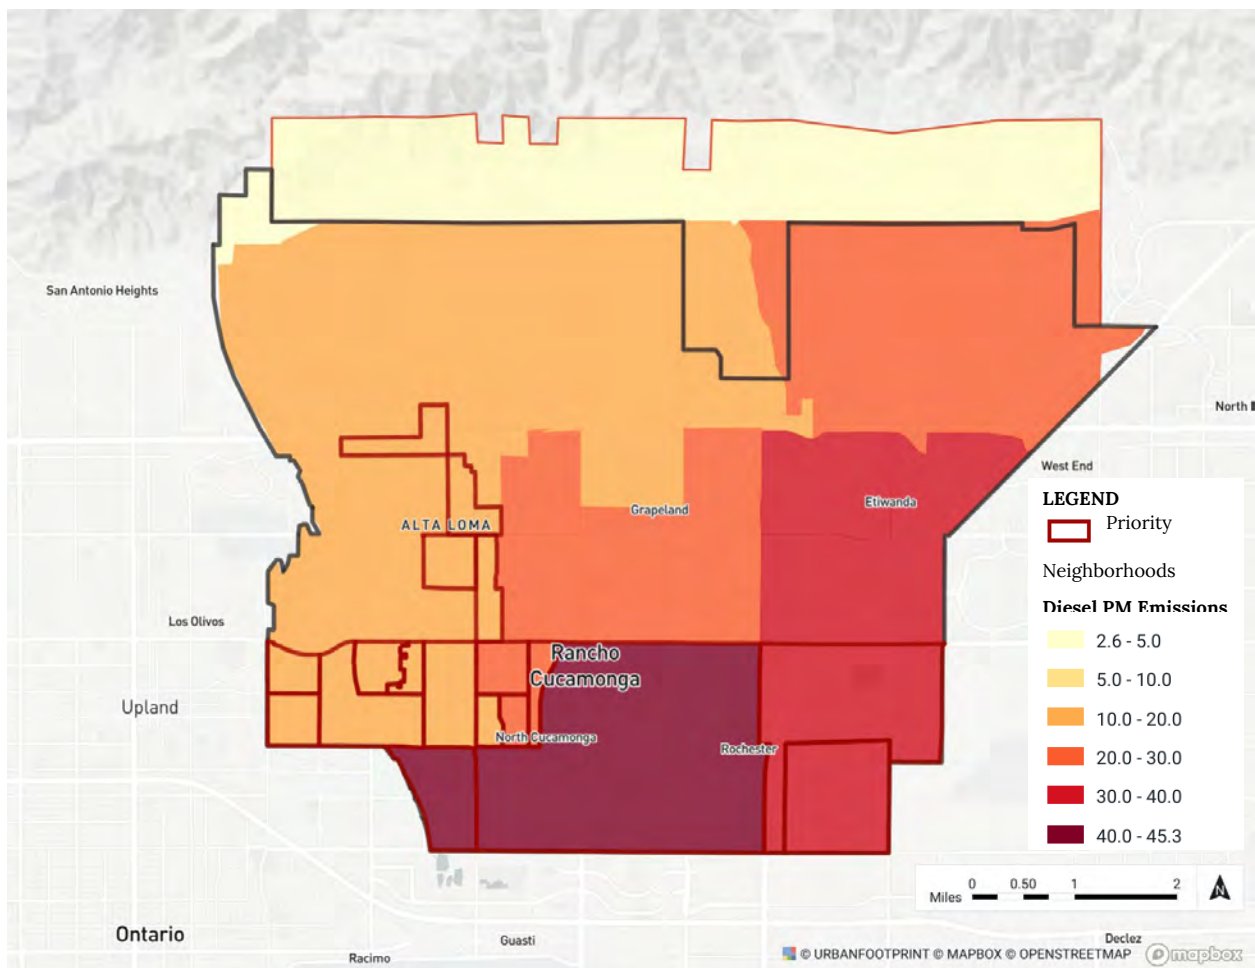 San Antonio Heights
North
West End
LEGEND
Priority
Neighborhoods
Diesel PM Emissions
2.6 - 5.0
5.0 - 10.0
10.0 - 20.0
20.0 - 30.0
30.0 - 40.0
40.0 - 45.3
Etiwanda
Grapeland
ALTA LOMA
Los Olivos
Rancho
Cucamonga
Upland
North Cucamonga
Rochester
0 0.50 1 2
Miles
N
Ontario
Guasti
Racimo
Declez
© URBANFOOTPRINT © MAPBOX © OPENSTREETMAP
mapbox